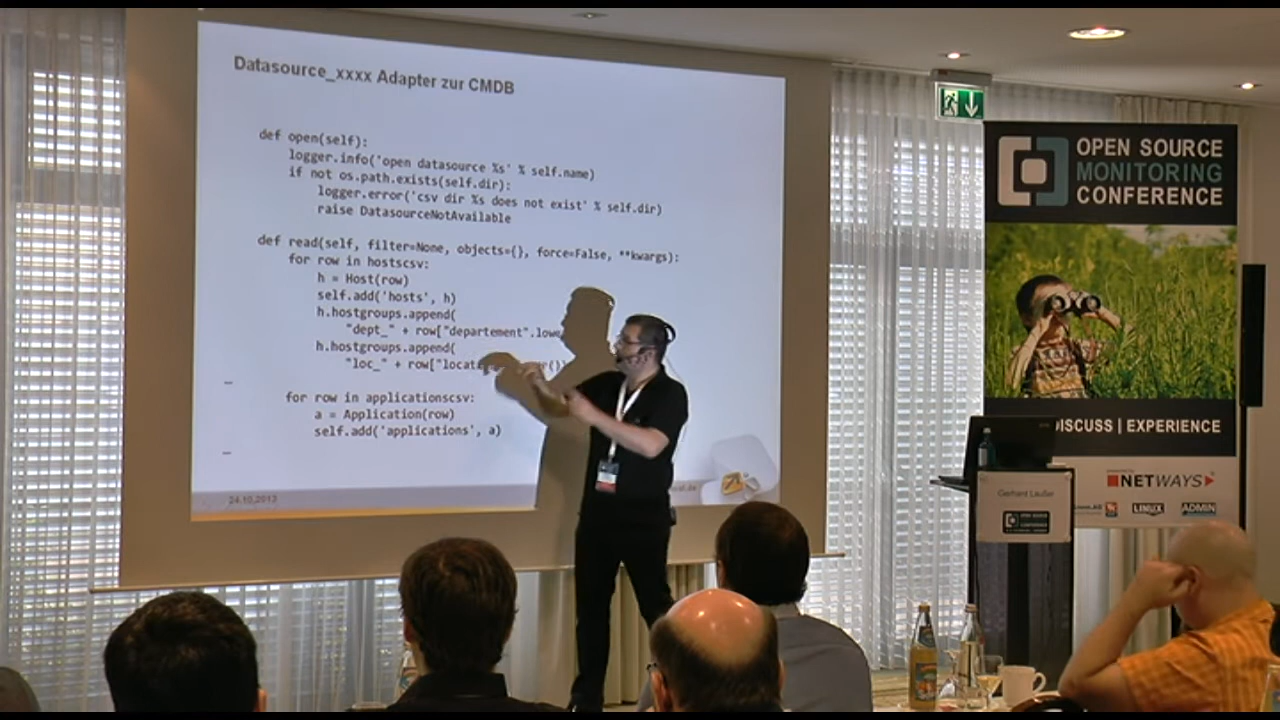 Datasource_xxxx Adapter zur CMDB
def open(self):
logger.info('open datasource %s' % self.name)
if not os.path.exists(self.dir):
logger.error('csv dir %s does not exist' % self.dir)
raise DatasourceNotAvailable
def read(self, filter=None, objects={}, force=False, **kwargs):
for row in hostscsv:
h = Host(row)
self.add('hosts', h)
h.hostgroups.append(
"dept_" + row["departement".lowe
h.hostgroups.append(
"loc_" + row["locat
for row in applicationscsv:
a = Application(row)
self.add('applications', a)
24.10.2013
OPEN SOURCE
MONITORING
CONFERENCE
ISCUSS | EXPERIENCE
NETWAYS
LINUX
ADMIN
Gerhard Laußer
OPEN SOURCE
CONFERENCE